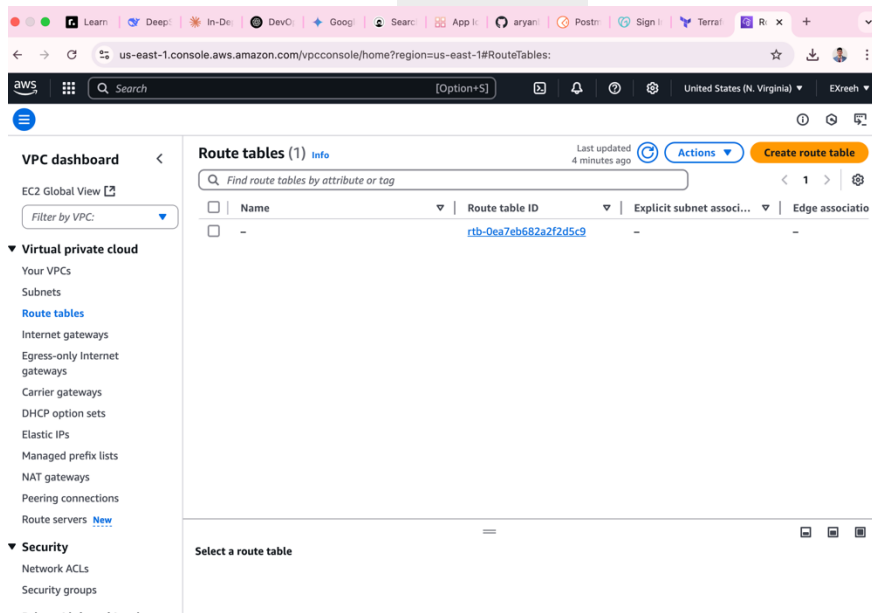 Learn DeepS In-De DevO Googl Searc App Ic aryan Postm Sign I Terraf R x +
us-east-1.console.aws.amazon.com/vpcconsole/home?region=us-east-1#RouteTables:
aws Search [Option+S] United States (N. Virginia) EXreeh
VPC dashboard
EC2 Global View
Filter by VPC:
Virtual private cloud
Your VPCs
Subnets
Route tables
Internet gateways
Egress-only Internet
gateways
Carrier gateways
DHCP option sets
Elastic IPs
Managed prefix lists
NAT gateways
Peering connections
Route servers New
Security
Network ACLs
Security groups
Route tables (1) Info
Last updated
4 minutes ago
Actions
Create route table
Find route tables by attribute or tag
1
Name Route table ID Explicit subnet associ... Edge associatio
– rtb-0ea7eb682a2f2d5c9 – –
Select a route table